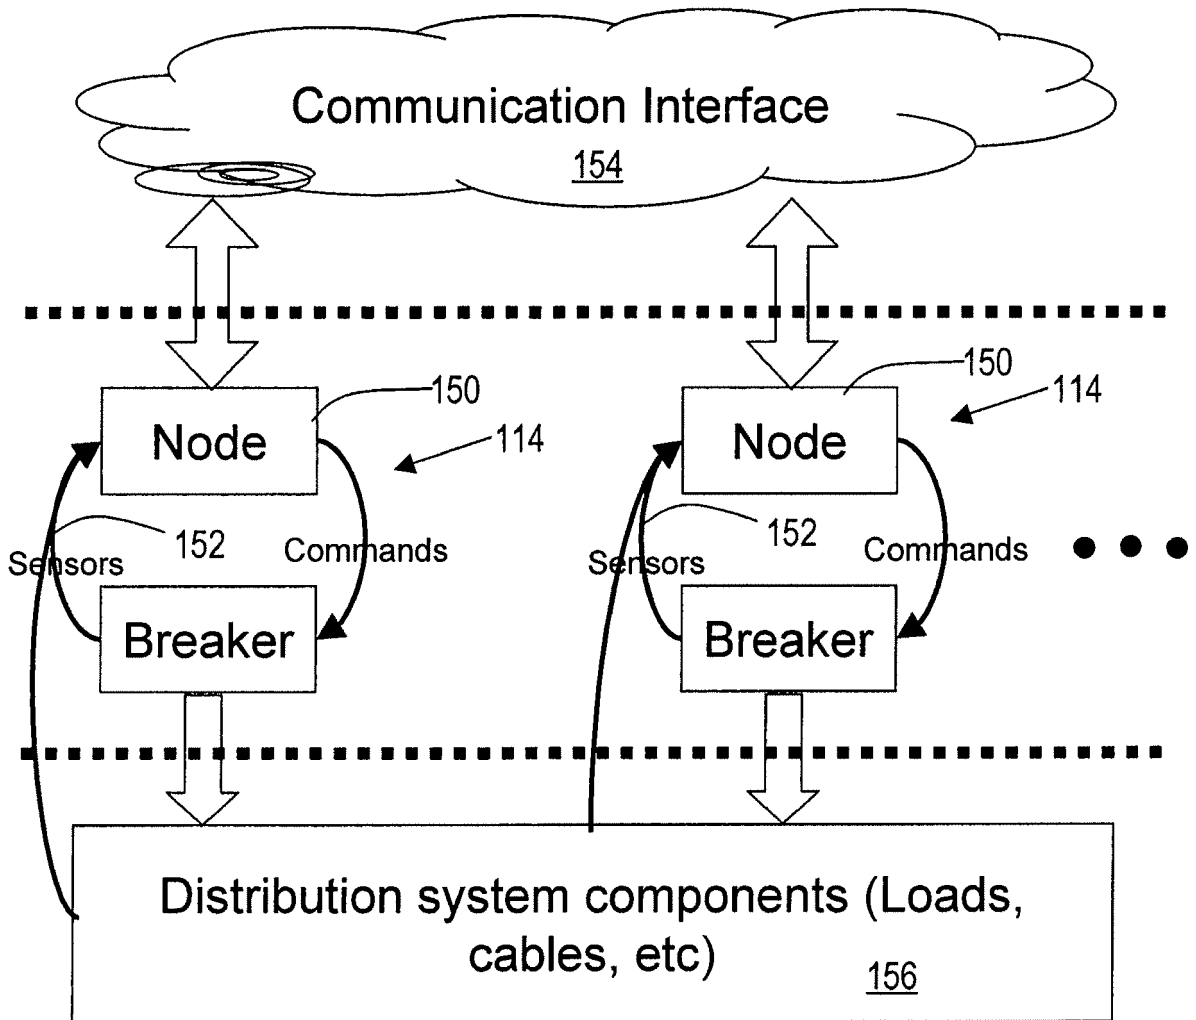 Communication Interface
154
150
150
114
114
Node
Node
152
152
Sensors
Commands
Sensors
Commands
Breaker
Breaker
Distribution system components (Loads,
cables, etc)
156